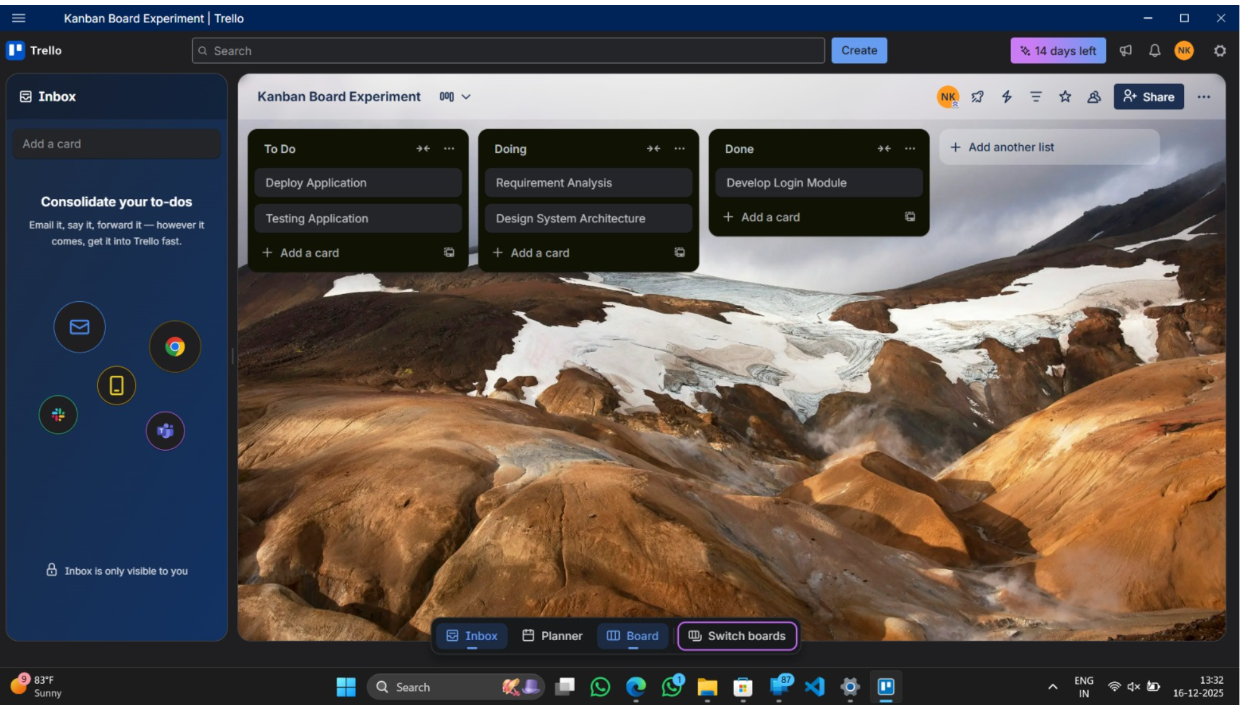 Kanban Board Experiment | Trello
Trello
Search
Create
14 days left
NK
Inbox
Add a card
Consolidate your to-dos
Email it, say it, forward it — however it
comes, get it into Trello fast.
Inbox is only visible to you
Kanban Board Experiment
NK
Share
To Do
Deploy Application
Testing Application
+ Add a card
Doing
Requirement Analysis
Design System Architecture
+ Add a card
Done
Develop Login Module
+ Add a card
+ Add another list
Inbox
Planner
Board
Switch boards
9
83°F
Sunny
Search
1
87
ENG
IN
13:32
16-12-2025